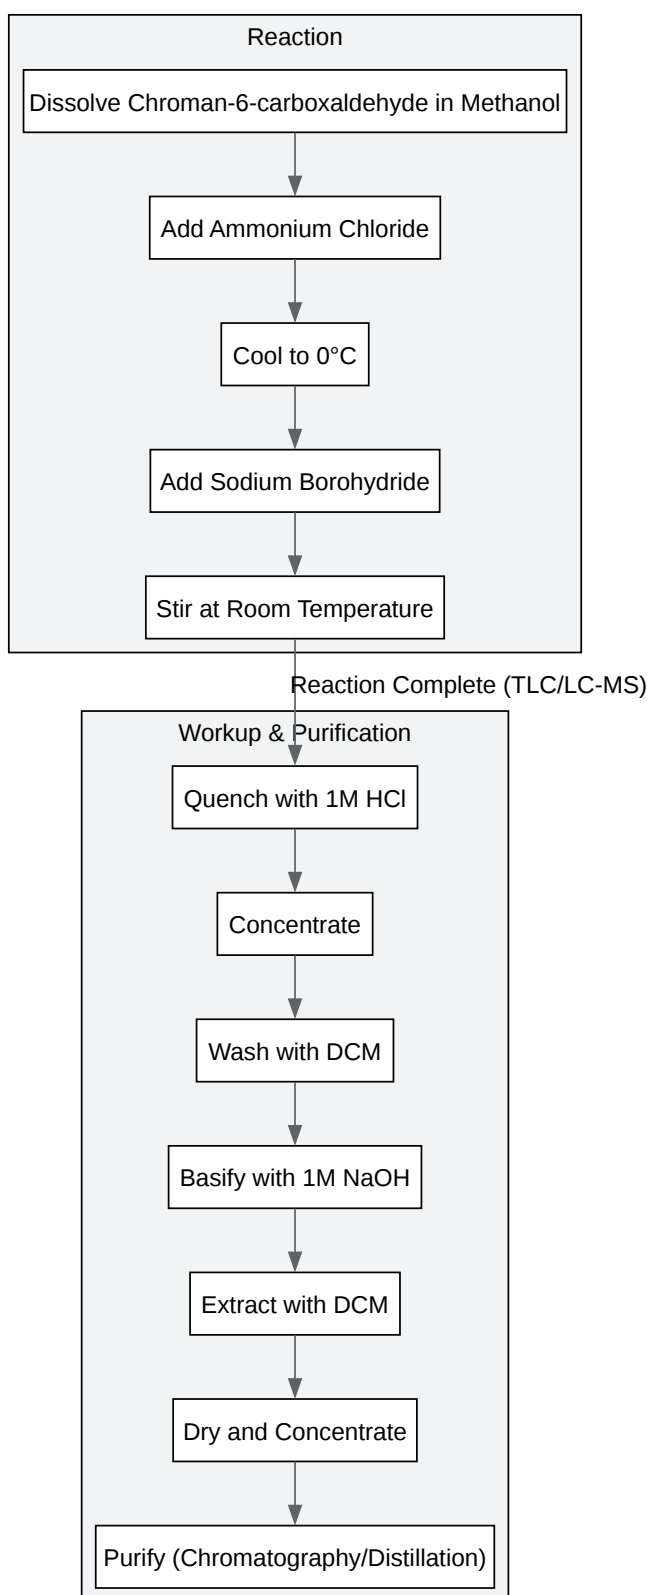 Reaction
Dissolve Chroman-6-carboxaldehyde in Methanol
Add Ammonium Chloride
Cool to 0°C
Add Sodium Borohydride
Stir at Room Temperature
Reaction Complete (TLC/LC-MS)
Workup & Purification
Quench with 1M HCl
Concentrate
Wash with DCM
Basify with 1M NaOH
Extract with DCM
Dry and Concentrate
Purify (Chromatography/Distillation)